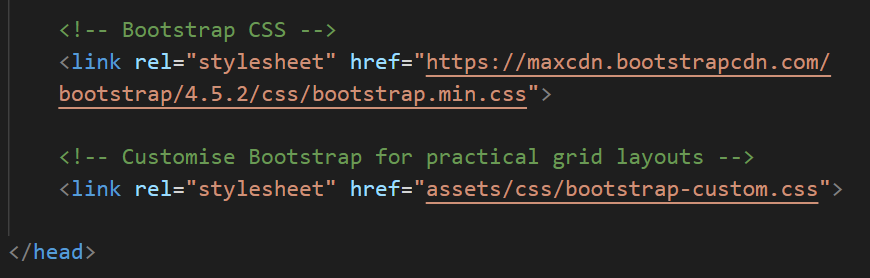 <!-- Bootstrap CSS -->
<link rel="stylesheet" href="https://maxcdn.bootstrapcdn.com/
bootstrap/4.5.2/css/bootstrap.min.css">
<!-- Customise Bootstrap for practical grid layouts -->
<link rel="stylesheet" href="assets/css/bootstrap-custom.css">
</head>